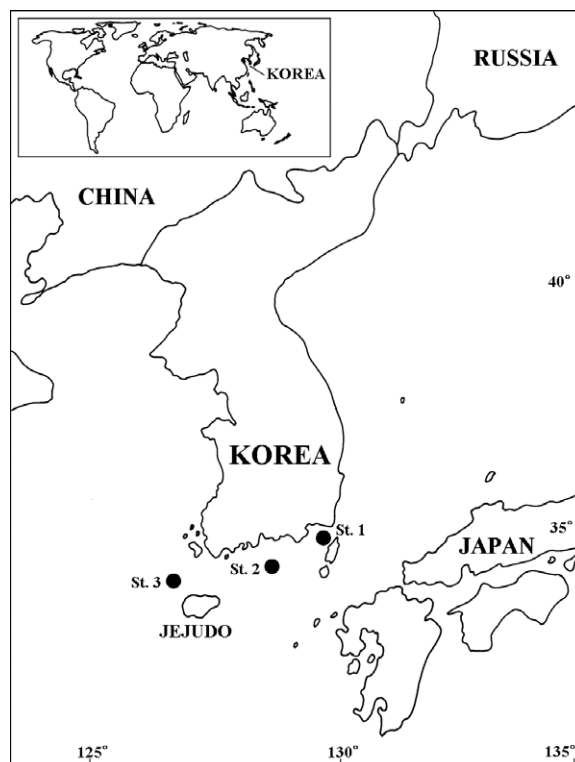 KOREA
RUSSIA
CHINA
40°
KOREA
St. 1
35°
JAPAN
St. 2
St. 3
JEJUDO
125°
130°
135°